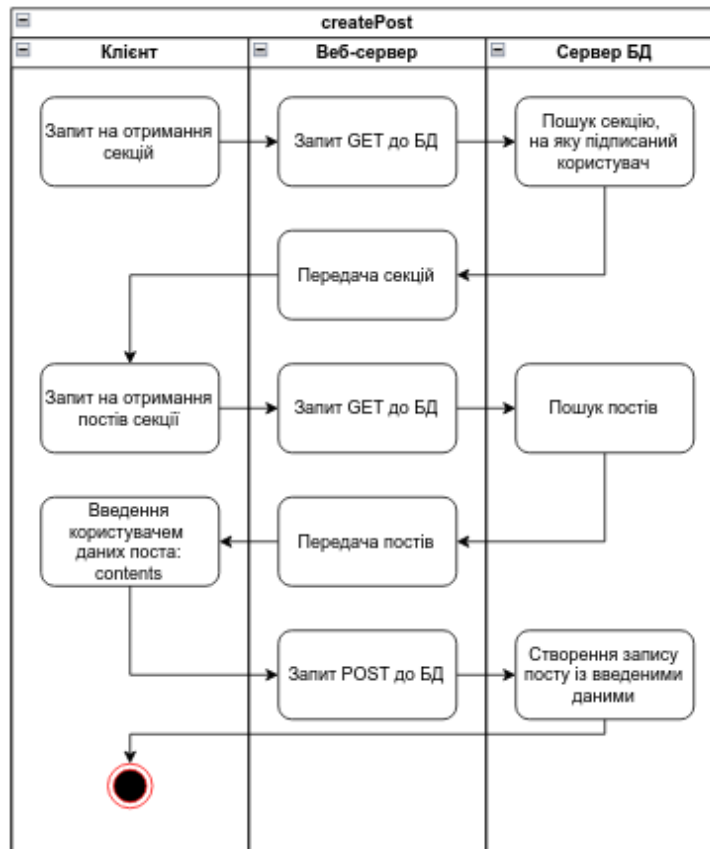 createPost
Клієнт
Веб-сервер
Сервер БД
Запит на отримання
секцій
Запит GET до БД
Пошук секцію,
на яку підписаний
користувач
Передача секцій
Запит на отримання
постів секції
Запит GET до БД
Пошук постів
Введення
користувачем
даних поста:
contents
Передача постів
Запит POST до БД
Створення запису
посту із введеними
даними